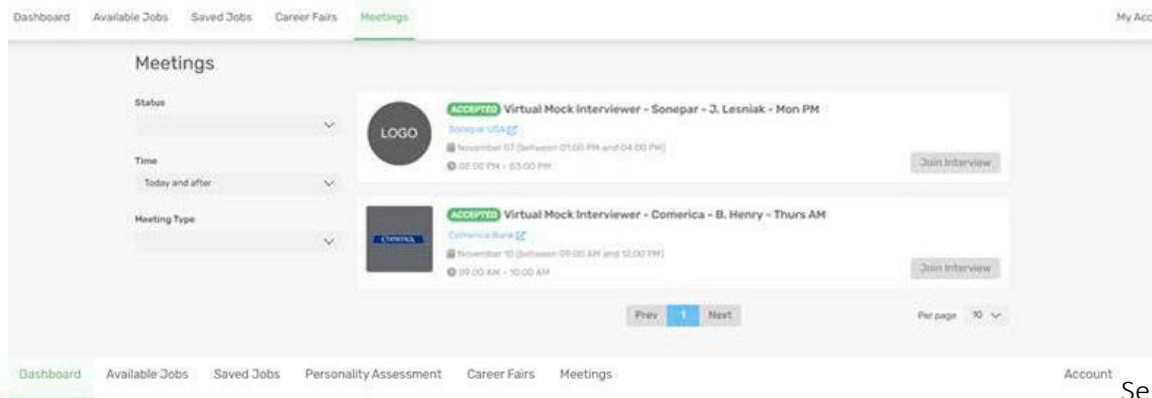 Dashboard Available Jobs Saved Jobs Career Fairs Meetings My Acc
Meetings
Status
Time
Today and after
Meeting Type
LOGO
ACCEPTED Virtual Mock Interviewer - Sonepar - J. Lesniak - Mon PM
Sonepar USA
November 07 (between 01:00 PM and 04:00 PM)
02:00 PM - 03:00 PM
Join Interview
Comerica
ACCEPTED Virtual Mock Interviewer - Comerica - B. Henry - Thurs AM
Comerica Bank
November 10 (between 09:00 AM and 12:00 PM)
09:00 AM - 10:00 AM
Join Interview
Prev 1 Next
Per page 10
Dashboard Available Jobs Saved Jobs Personality Assessment Career Fairs Meetings Account
Se